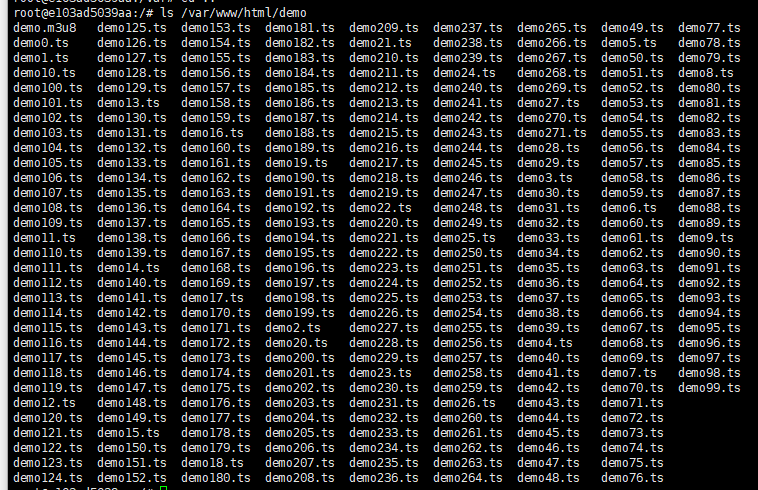 root@e103ad5039aa:/# ls /var/www/html/demo
demo.m3u8 demo125.ts demo153.ts demo181.ts demo209.ts demo237.ts demo265.ts demo49.ts demo77.ts
demo0.ts demo126.ts demo154.ts demo182.ts demo21.ts demo238.ts demo266.ts demo5.ts demo78.ts
demo1.ts demo127.ts demo155.ts demo183.ts demo210.ts demo239.ts demo267.ts demo50.ts demo79.ts
demo10.ts demo128.ts demo156.ts demo184.ts demo211.ts demo24.ts demo268.ts demo51.ts demo8.ts
demo100.ts demo129.ts demo157.ts demo185.ts demo212.ts demo240.ts demo269.ts demo52.ts demo80.ts
demo101.ts demo13.ts demo158.ts demo186.ts demo213.ts demo241.ts demo27.ts demo53.ts demo81.ts
demo102.ts demo130.ts demo159.ts demo187.ts demo214.ts demo242.ts demo270.ts demo54.ts demo82.ts
demo103.ts demo131.ts demo16.ts demo188.ts demo215.ts demo243.ts demo271.ts demo55.ts demo83.ts
demo104.ts demo132.ts demo160.ts demo189.ts demo216.ts demo244.ts demo28.ts demo56.ts demo84.ts
demo105.ts demo133.ts demo161.ts demo19.ts demo217.ts demo245.ts demo29.ts demo57.ts demo85.ts
demo106.ts demo134.ts demo162.ts demo190.ts demo218.ts demo246.ts demo3.ts demo58.ts demo86.ts
demo107.ts demo135.ts demo163.ts demo191.ts demo219.ts demo247.ts demo30.ts demo59.ts demo87.ts
demo108.ts demo136.ts demo164.ts demo192.ts demo22.ts demo248.ts demo31.ts demo6.ts demo88.ts
demo109.ts demo137.ts demo165.ts demo193.ts demo220.ts demo249.ts demo32.ts demo60.ts demo89.ts
demo11.ts demo138.ts demo166.ts demo194.ts demo221.ts demo25.ts demo33.ts demo61.ts demo9.ts
demo110.ts demo139.ts demo167.ts demo195.ts demo222.ts demo250.ts demo34.ts demo62.ts demo90.ts
demo111.ts demo14.ts demo168.ts demo196.ts demo223.ts demo251.ts demo35.ts demo63.ts demo91.ts
demo112.ts demo140.ts demo169.ts demo197.ts demo224.ts demo252.ts demo36.ts demo64.ts demo92.ts
demo113.ts demo141.ts demo17.ts demo198.ts demo225.ts demo253.ts demo37.ts demo65.ts demo93.ts
demo114.ts demo142.ts demo170.ts demo199.ts demo226.ts demo254.ts demo38.ts demo66.ts demo94.ts
demo115.ts demo143.ts demo171.ts demo2.ts demo227.ts demo255.ts demo39.ts demo67.ts demo95.ts
demo116.ts demo144.ts demo172.ts demo20.ts demo228.ts demo256.ts demo4.ts demo68.ts demo96.ts
demo117.ts demo145.ts demo173.ts demo200.ts demo229.ts demo257.ts demo40.ts demo69.ts demo97.ts
demo118.ts demo146.ts demo174.ts demo201.ts demo23.ts demo258.ts demo41.ts demo7.ts demo98.ts
demo119.ts demo147.ts demo175.ts demo202.ts demo230.ts demo259.ts demo42.ts demo70.ts demo99.ts
demo12.ts demo148.ts demo176.ts demo203.ts demo231.ts demo26.ts demo43.ts demo71.ts
demo120.ts demo149.ts demo177.ts demo204.ts demo232.ts demo260.ts demo44.ts demo72.ts
demo121.ts demo15.ts demo178.ts demo205.ts demo233.ts demo261.ts demo45.ts demo73.ts
demo122.ts demo150.ts demo179.ts demo206.ts demo234.ts demo262.ts demo46.ts demo74.ts
demo123.ts demo151.ts demo18.ts demo207.ts demo235.ts demo263.ts demo47.ts demo75.ts
demo124.ts demo152.ts demo180.ts demo208.ts demo236.ts demo264.ts demo48.ts demo76.ts